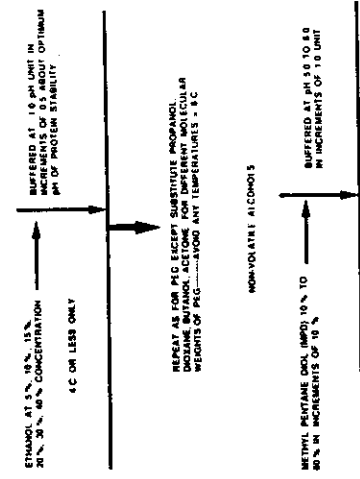 ETHANOL AT 5 %, 10 %, 15 %,
20 %, 30 %, 40 % CONCENTRATION
4 C OR LESS ONLY
BUFFERED AT 1 0 pH UNIT IN
INCREMENTS OF 0 5 ABOUT OPTIMUM
pH OF PROTEIN STABILITY
REPEAT AS FOR PEG EXCEPT SUBSTITUTE PROPANOL,
DIOXANE, BUTANOL, ACETONE FOR DIFFERENT MOLECULAR
WEIGHTS OF PEG——AVOID ANY TEMPERATURES > 8 C
NON-VOLATILE ALCOHOLS
METHYL PENTANE DIOL (MPD) 10 % TO
80 % IN INCREMENTS OF 10 %
BUFFERED AT pH 5 0 TO 8 0
IN INCREMENTS OF 1 0 UNIT